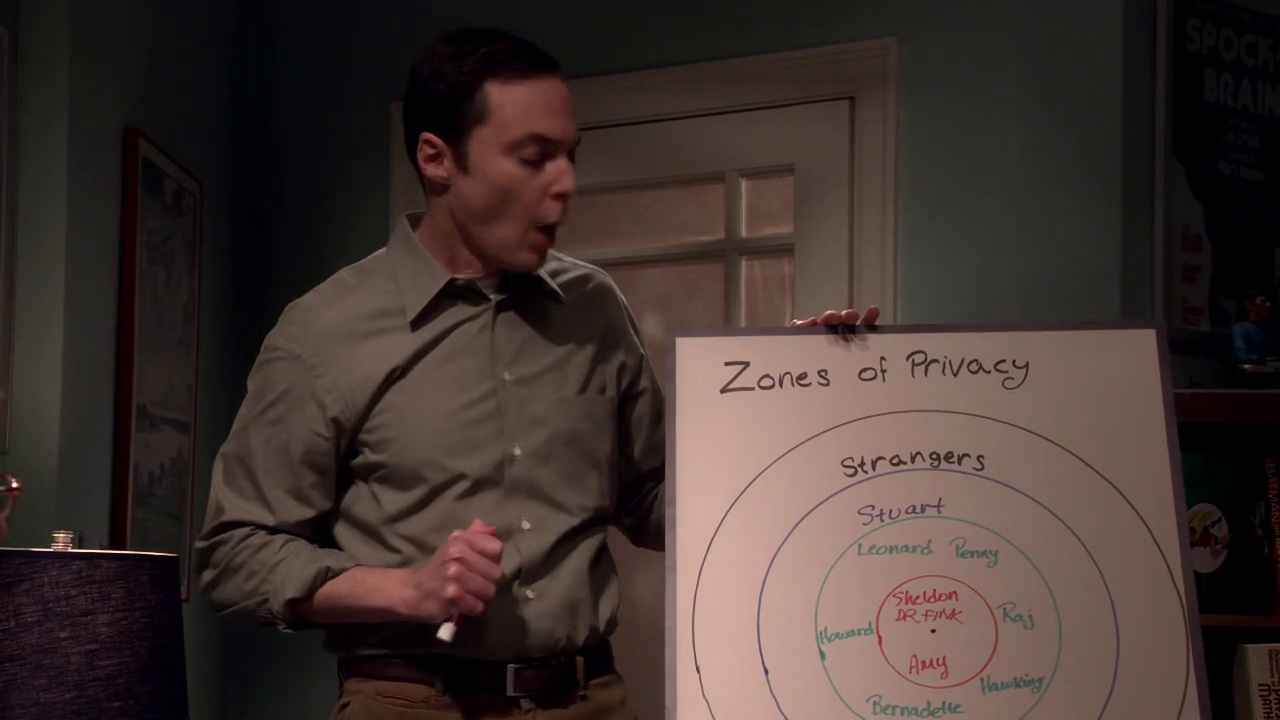 SPOCK
BRAIN
Zones of Privacy
Strangers
Stuart
Leonard Penny
Sheldon
DR FINK
Raj
Howard
Amy
Hawking
Bernadette